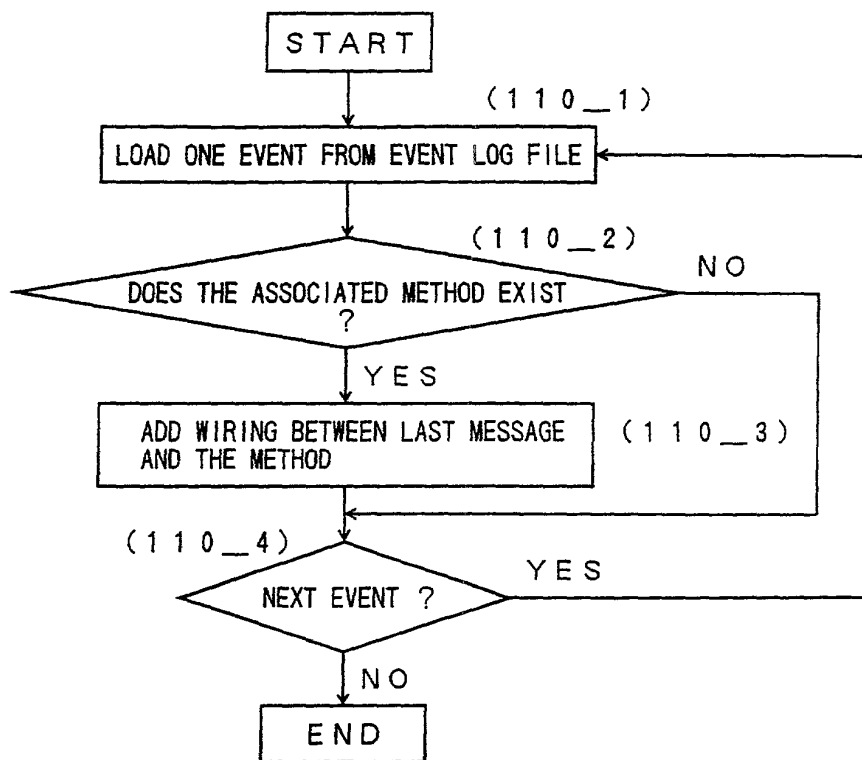 START
(110_1)
LOAD ONE EVENT FROM EVENT LOG FILE
(110_2)
NO
DOES THE ASSOCIATED METHOD EXIST
?
YES
ADD WIRING BETWEEN LAST MESSAGE
AND THE METHOD
(110_3)
(110_4)
YES
NEXT EVENT ?
NO
END